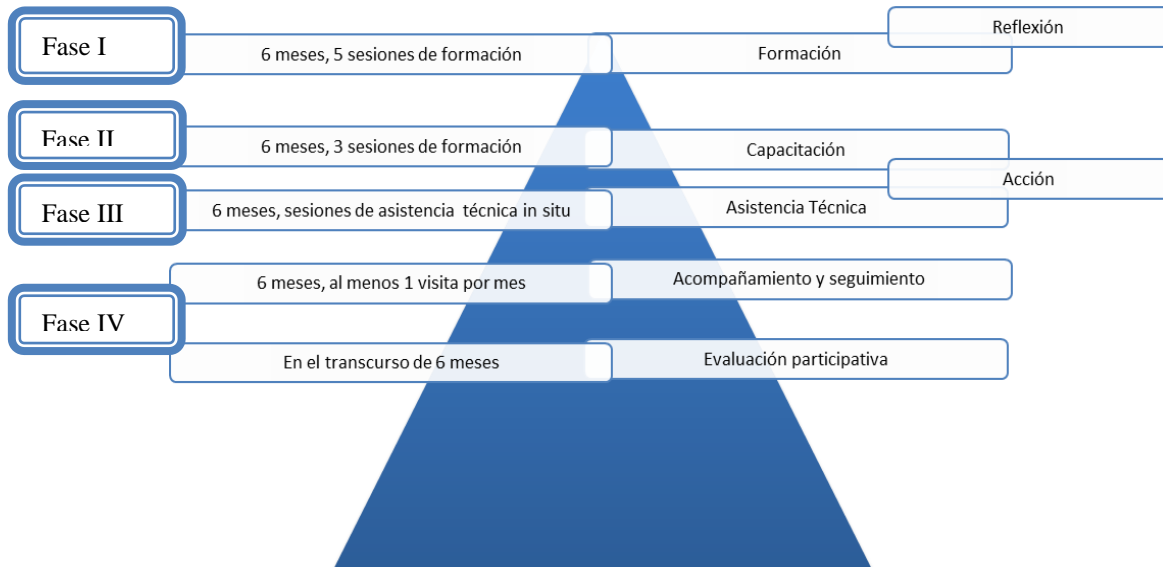 Fase I
6 meses, 5 sesiones de formación
Formación
Reflexión
Fase II
6 meses, 3 sesiones de formación
Capacitación
Acción
Fase III
6 meses, sesiones de asistencia técnica in situ
Asistencia Técnica
Fase IV
6 meses, al menos 1 visita por mes
Acompañamiento y seguimiento
En el transcurso de 6 meses
Evaluación participativa